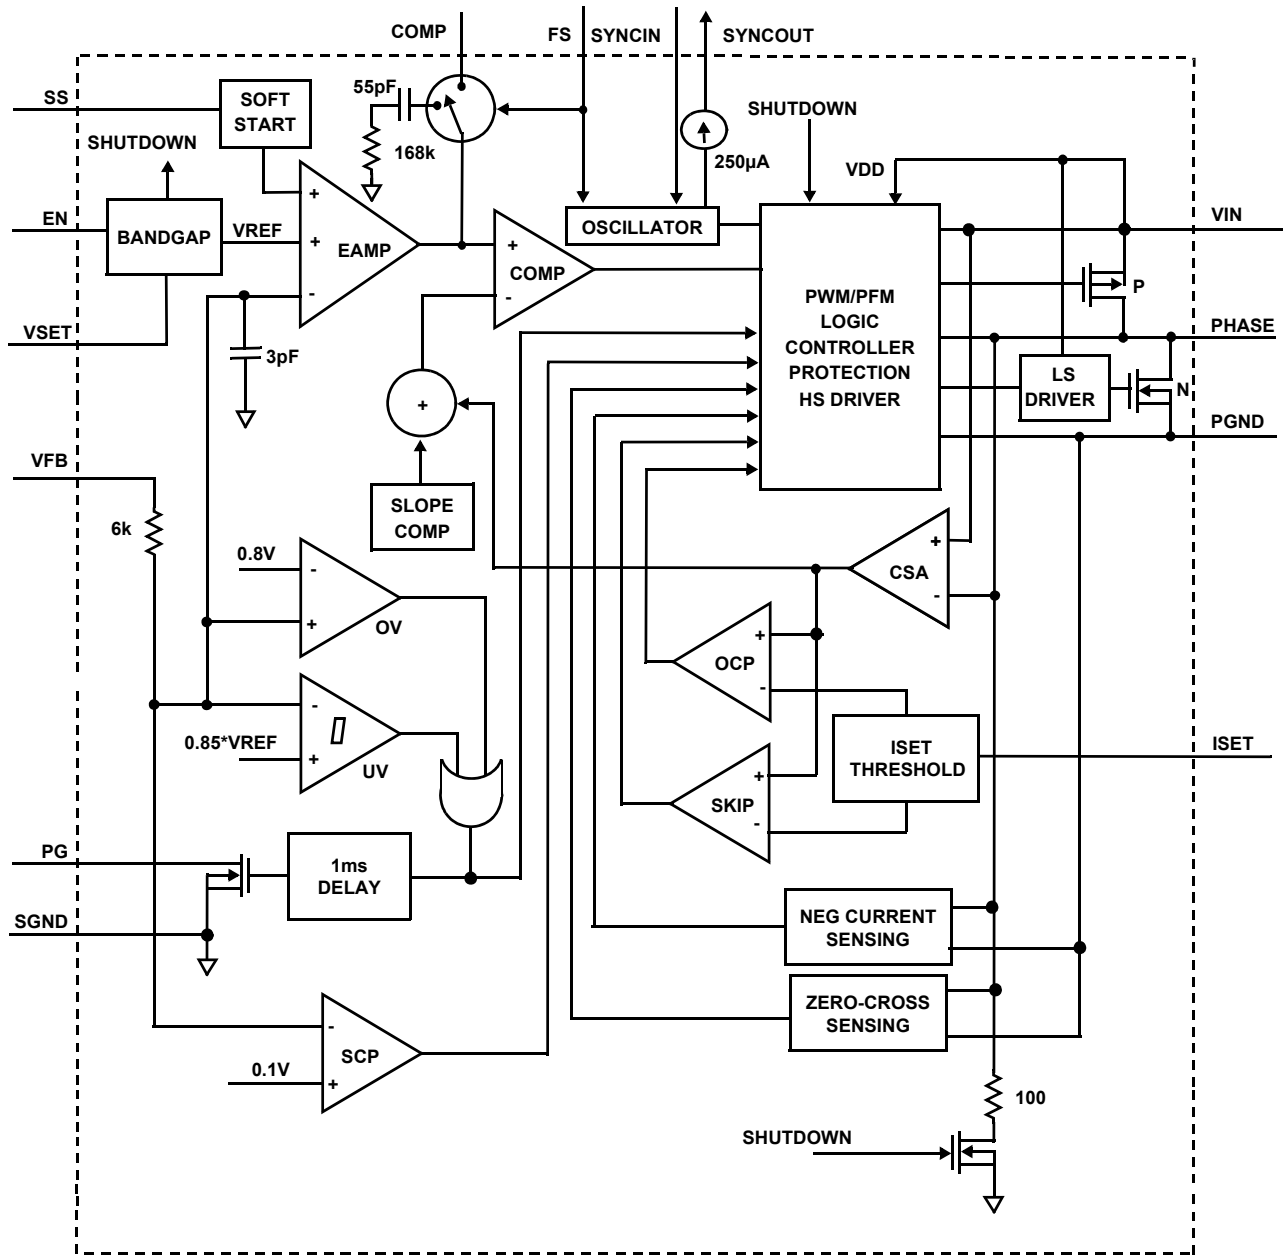 COMP
FS
SYNCIN
SYNCOUT
SS
SOFT
START
55pF
168k
250µA
SHUTDOWN
SHUTDOWN
VDD
EN
BANDGAP
VREF
+
+
-
EAMP
+
-
COMP
OSCILLATOR
VIN
PWM/PFM
LOGIC
CONTROLLER
PROTECTION
HS DRIVER
P
VSET
3pF
PHASE
LS
DRIVER
N
+
PGND
VFB
6k
SLOPE
COMP
0.8V
-
+
OV
+
-
CSA
+
-
OCP
-
+
UV
0.85*VREF
ISET
THRESHOLD
ISET
+
-
SKIP
PG
1ms
DELAY
SGND
NEG CURRENT
SENSING
ZERO-CROSS
SENSING
-
+
SCP
0.1V
100
SHUTDOWN